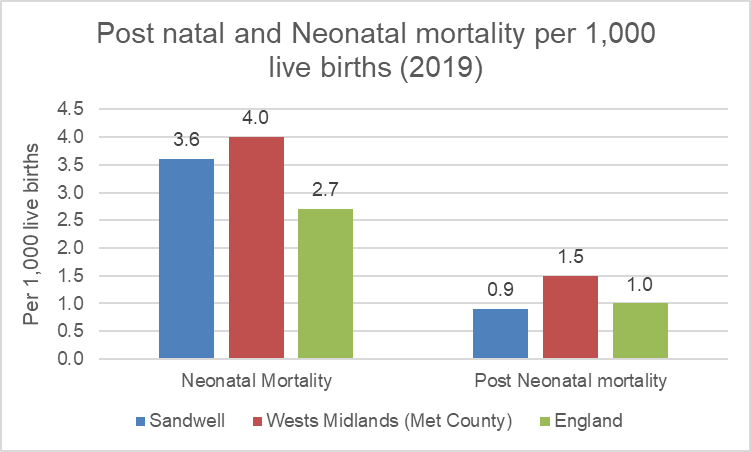 Post natal and Neonatal mortality per 1,000
live births (2019)
Per 1,000 live births
4.5
4.0
3.5
3.0
2.5
2.0
1.5
1.0
0.5
0.0
3.6
4.0
2.7
0.9
1.5
1.0
Neonatal Mortality
Post Neonatal mortality
Sandwell
Wests Midlands (Met County)
England